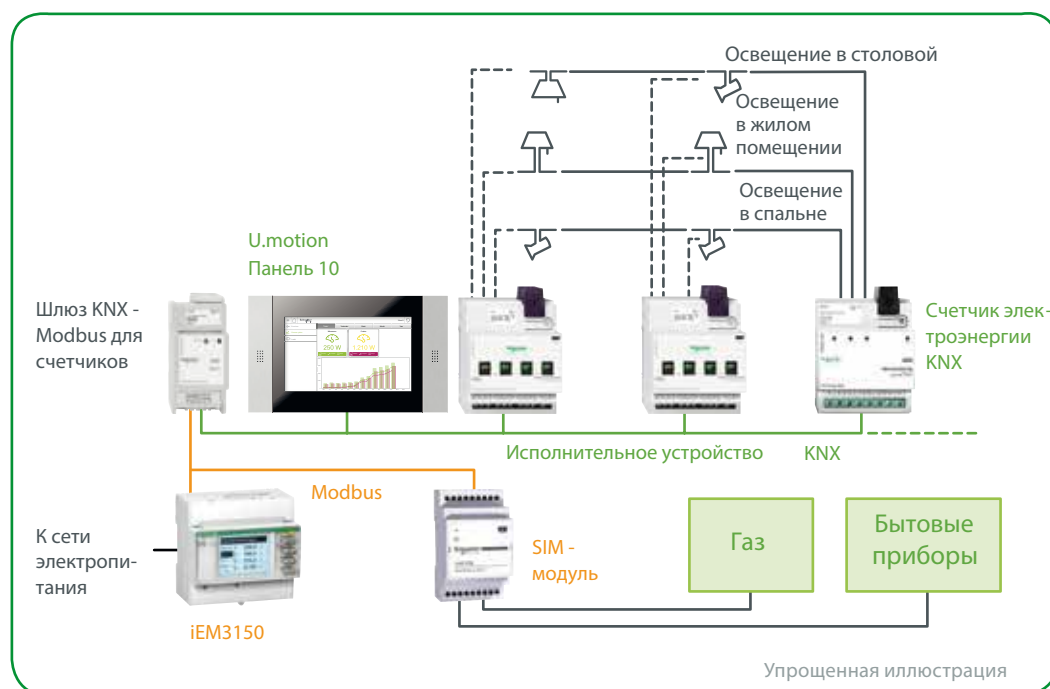 Освещение в столовой
Освещение
в жилом
помещении
Освещение
в спальне
U.motion
Панель 10
Шлюз KNX -
Modbus для
счетчиков
Счетчик элек-
троэнергии
KNX
Исполнительное устройство
KNX
Modbus
К сети
электропи-
тания
iEM3150
SIM -
модуль
Газ
Бытовые
приборы
Упрощенная иллюстрация